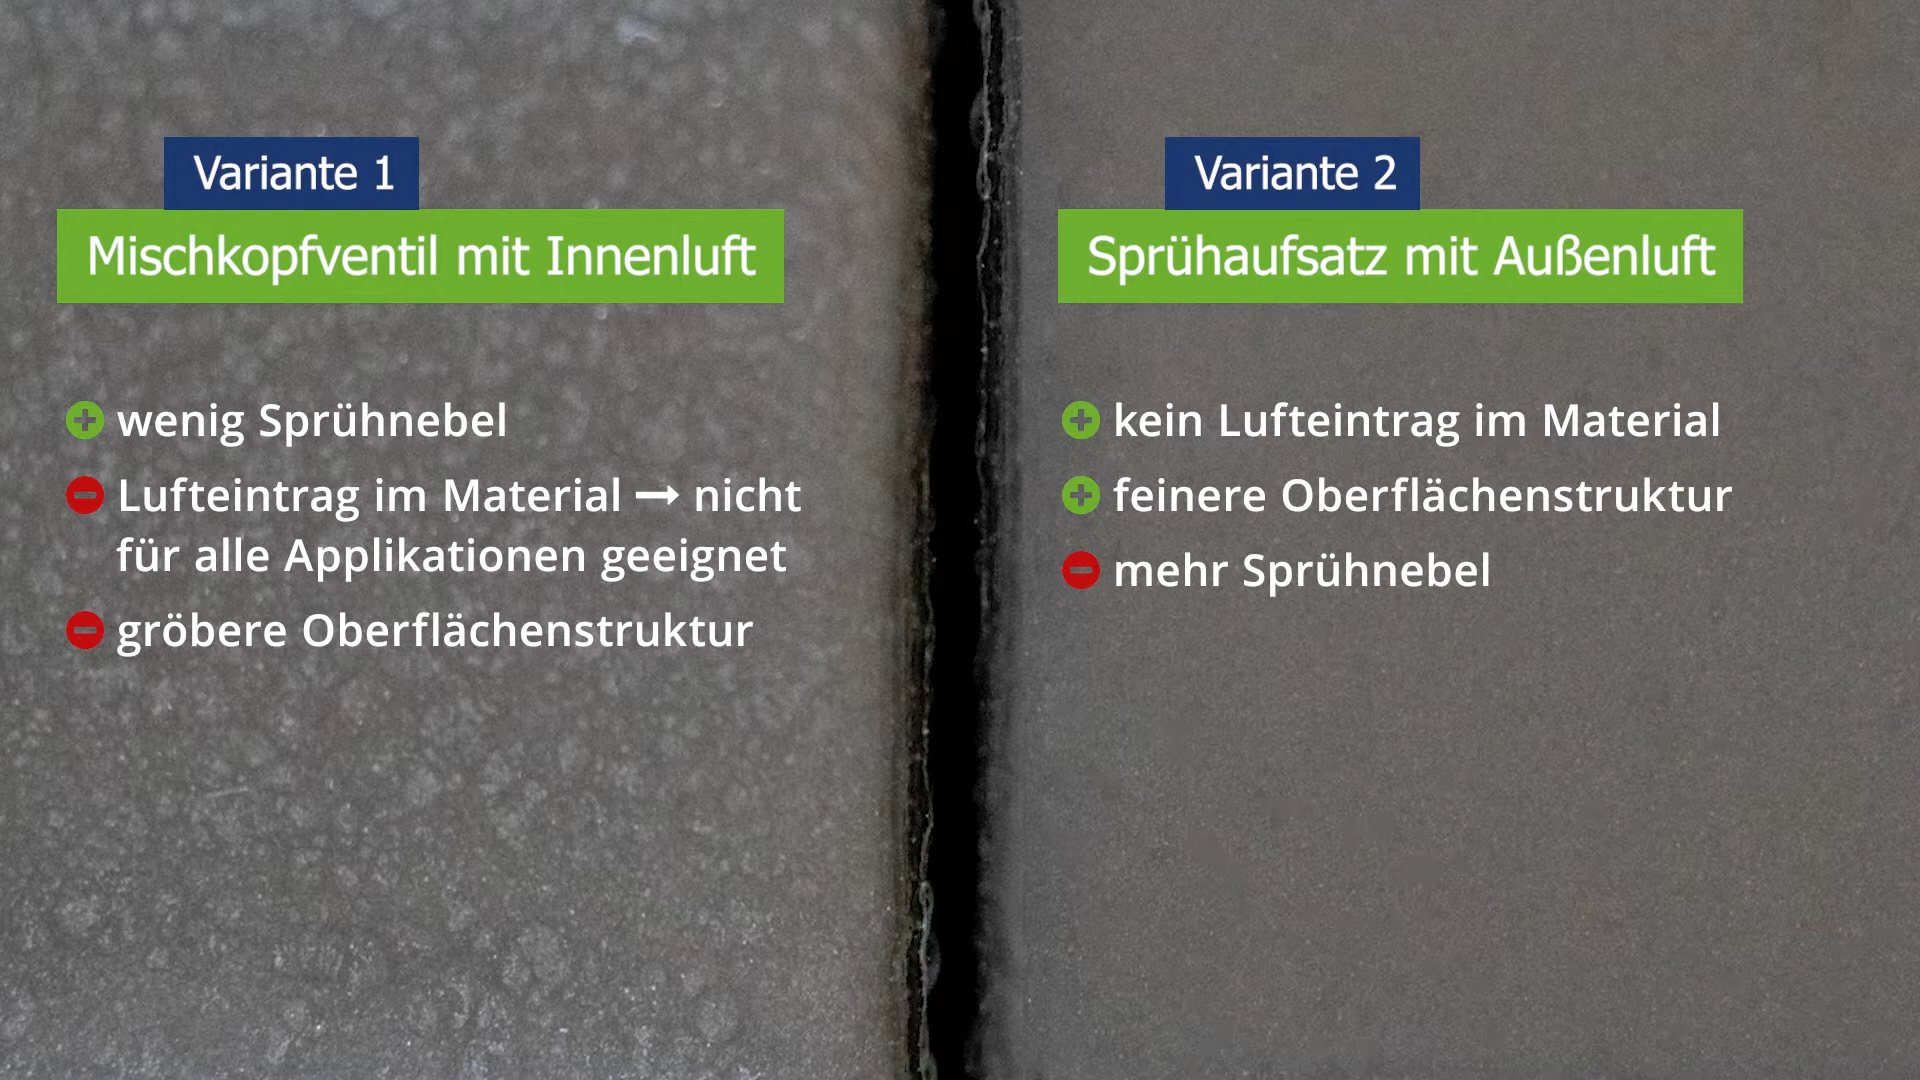 Variante 1
Mischkopfventil mit Innenluft
wenig Sprühnebel
Lufteintrag im Material → nicht
für alle Applikationen geeignet
gröbere Oberflächenstruktur
Variante 2
Sprühaufsatz mit Außenluft
kein Lufteintrag im Material
feinere Oberflächenstruktur
mehr Sprühnebel